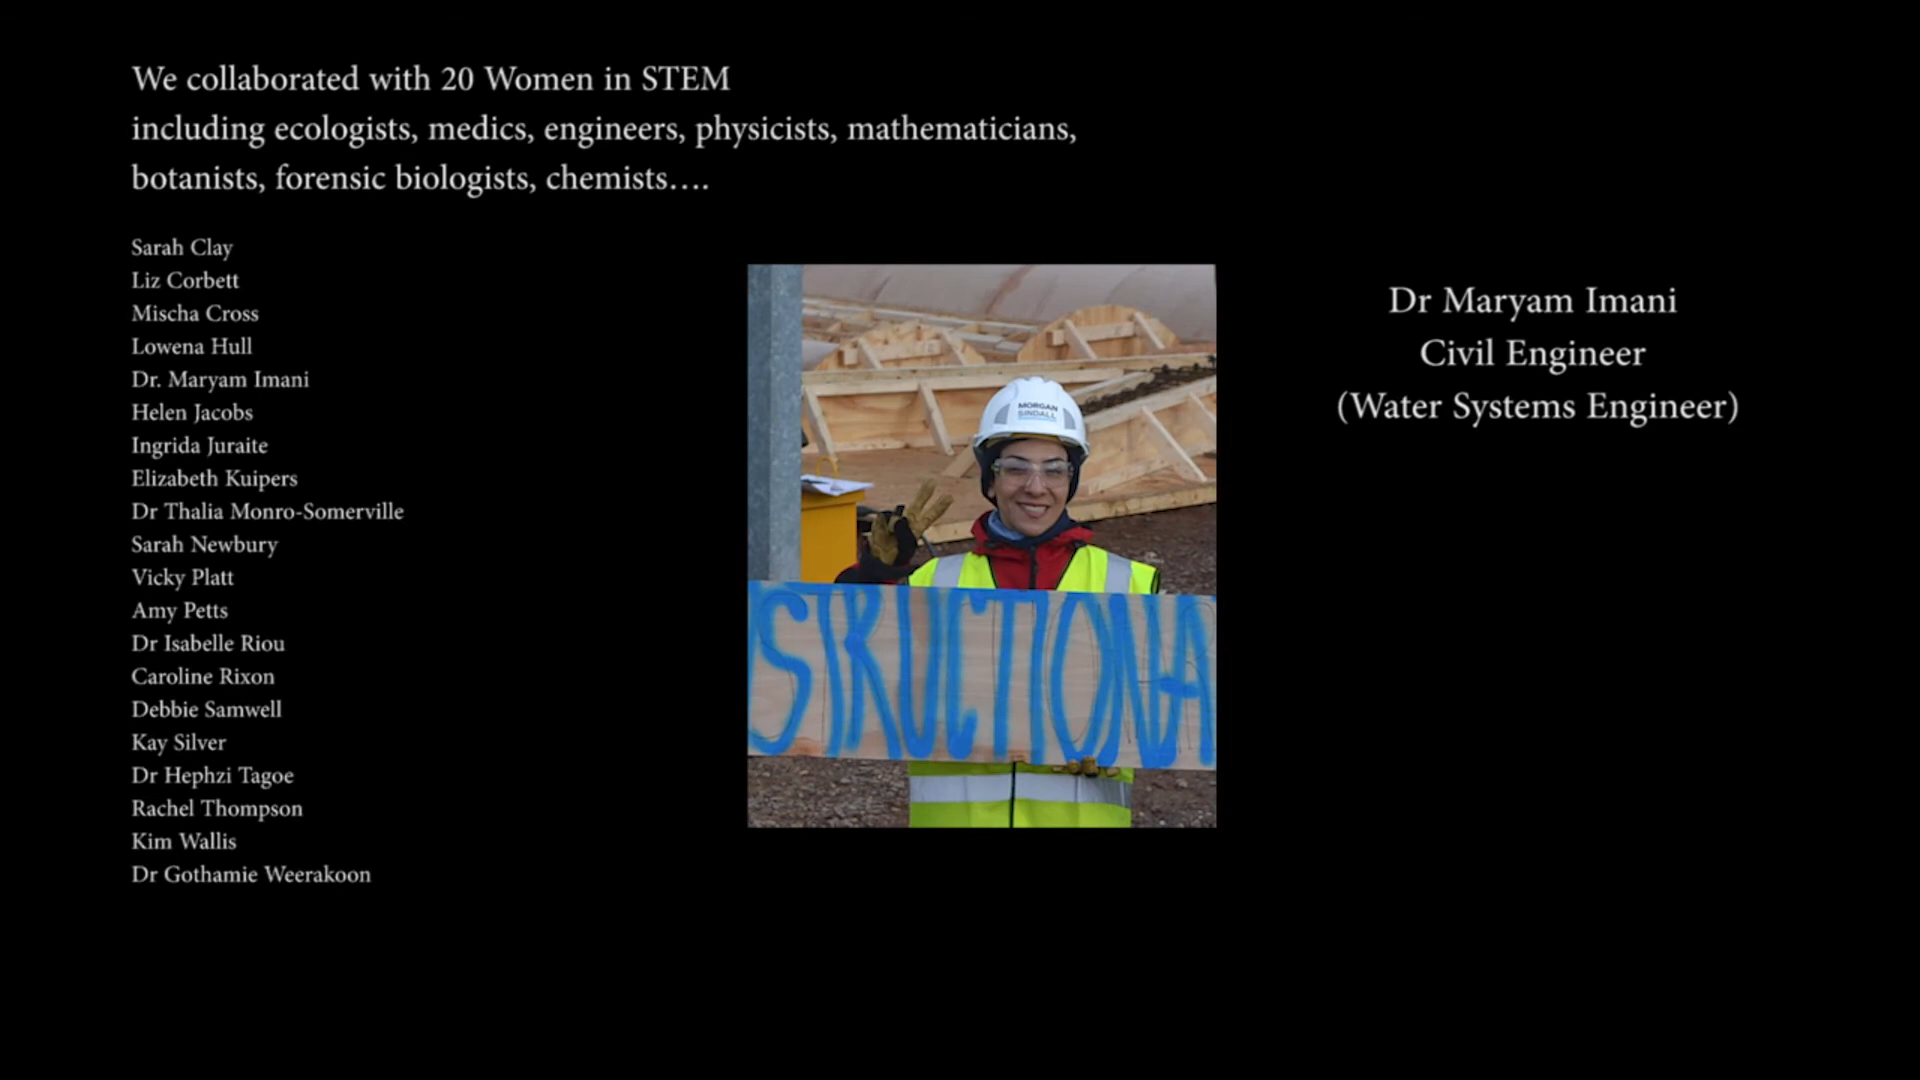 We collaborated with 20 Women in STEM
including ecologists, medics, engineers, physicists, mathematicians,
botanists, forensic biologists, chemists....
Sarah Clay
Liz Corbett
Mischa Cross
Lowena Hull
Dr. Maryam Imani
Helen Jacobs
Ingrida Juraite
Elizabeth Kuipers
Dr Thalia Monro-Somerville
Sarah Newbury
Vicky Platt
Amy Petts
Dr Isabelle Riou
Caroline Rixon
Debbie Samwell
Kay Silver
Dr Hephzi Tagoe
Rachel Thompson
Kim Wallis
Dr Gothamie Weerakoon
MORGAN
SINDALL
STRUCTIONA
Dr Maryam Imani
Civil Engineer
(Water Systems Engineer)